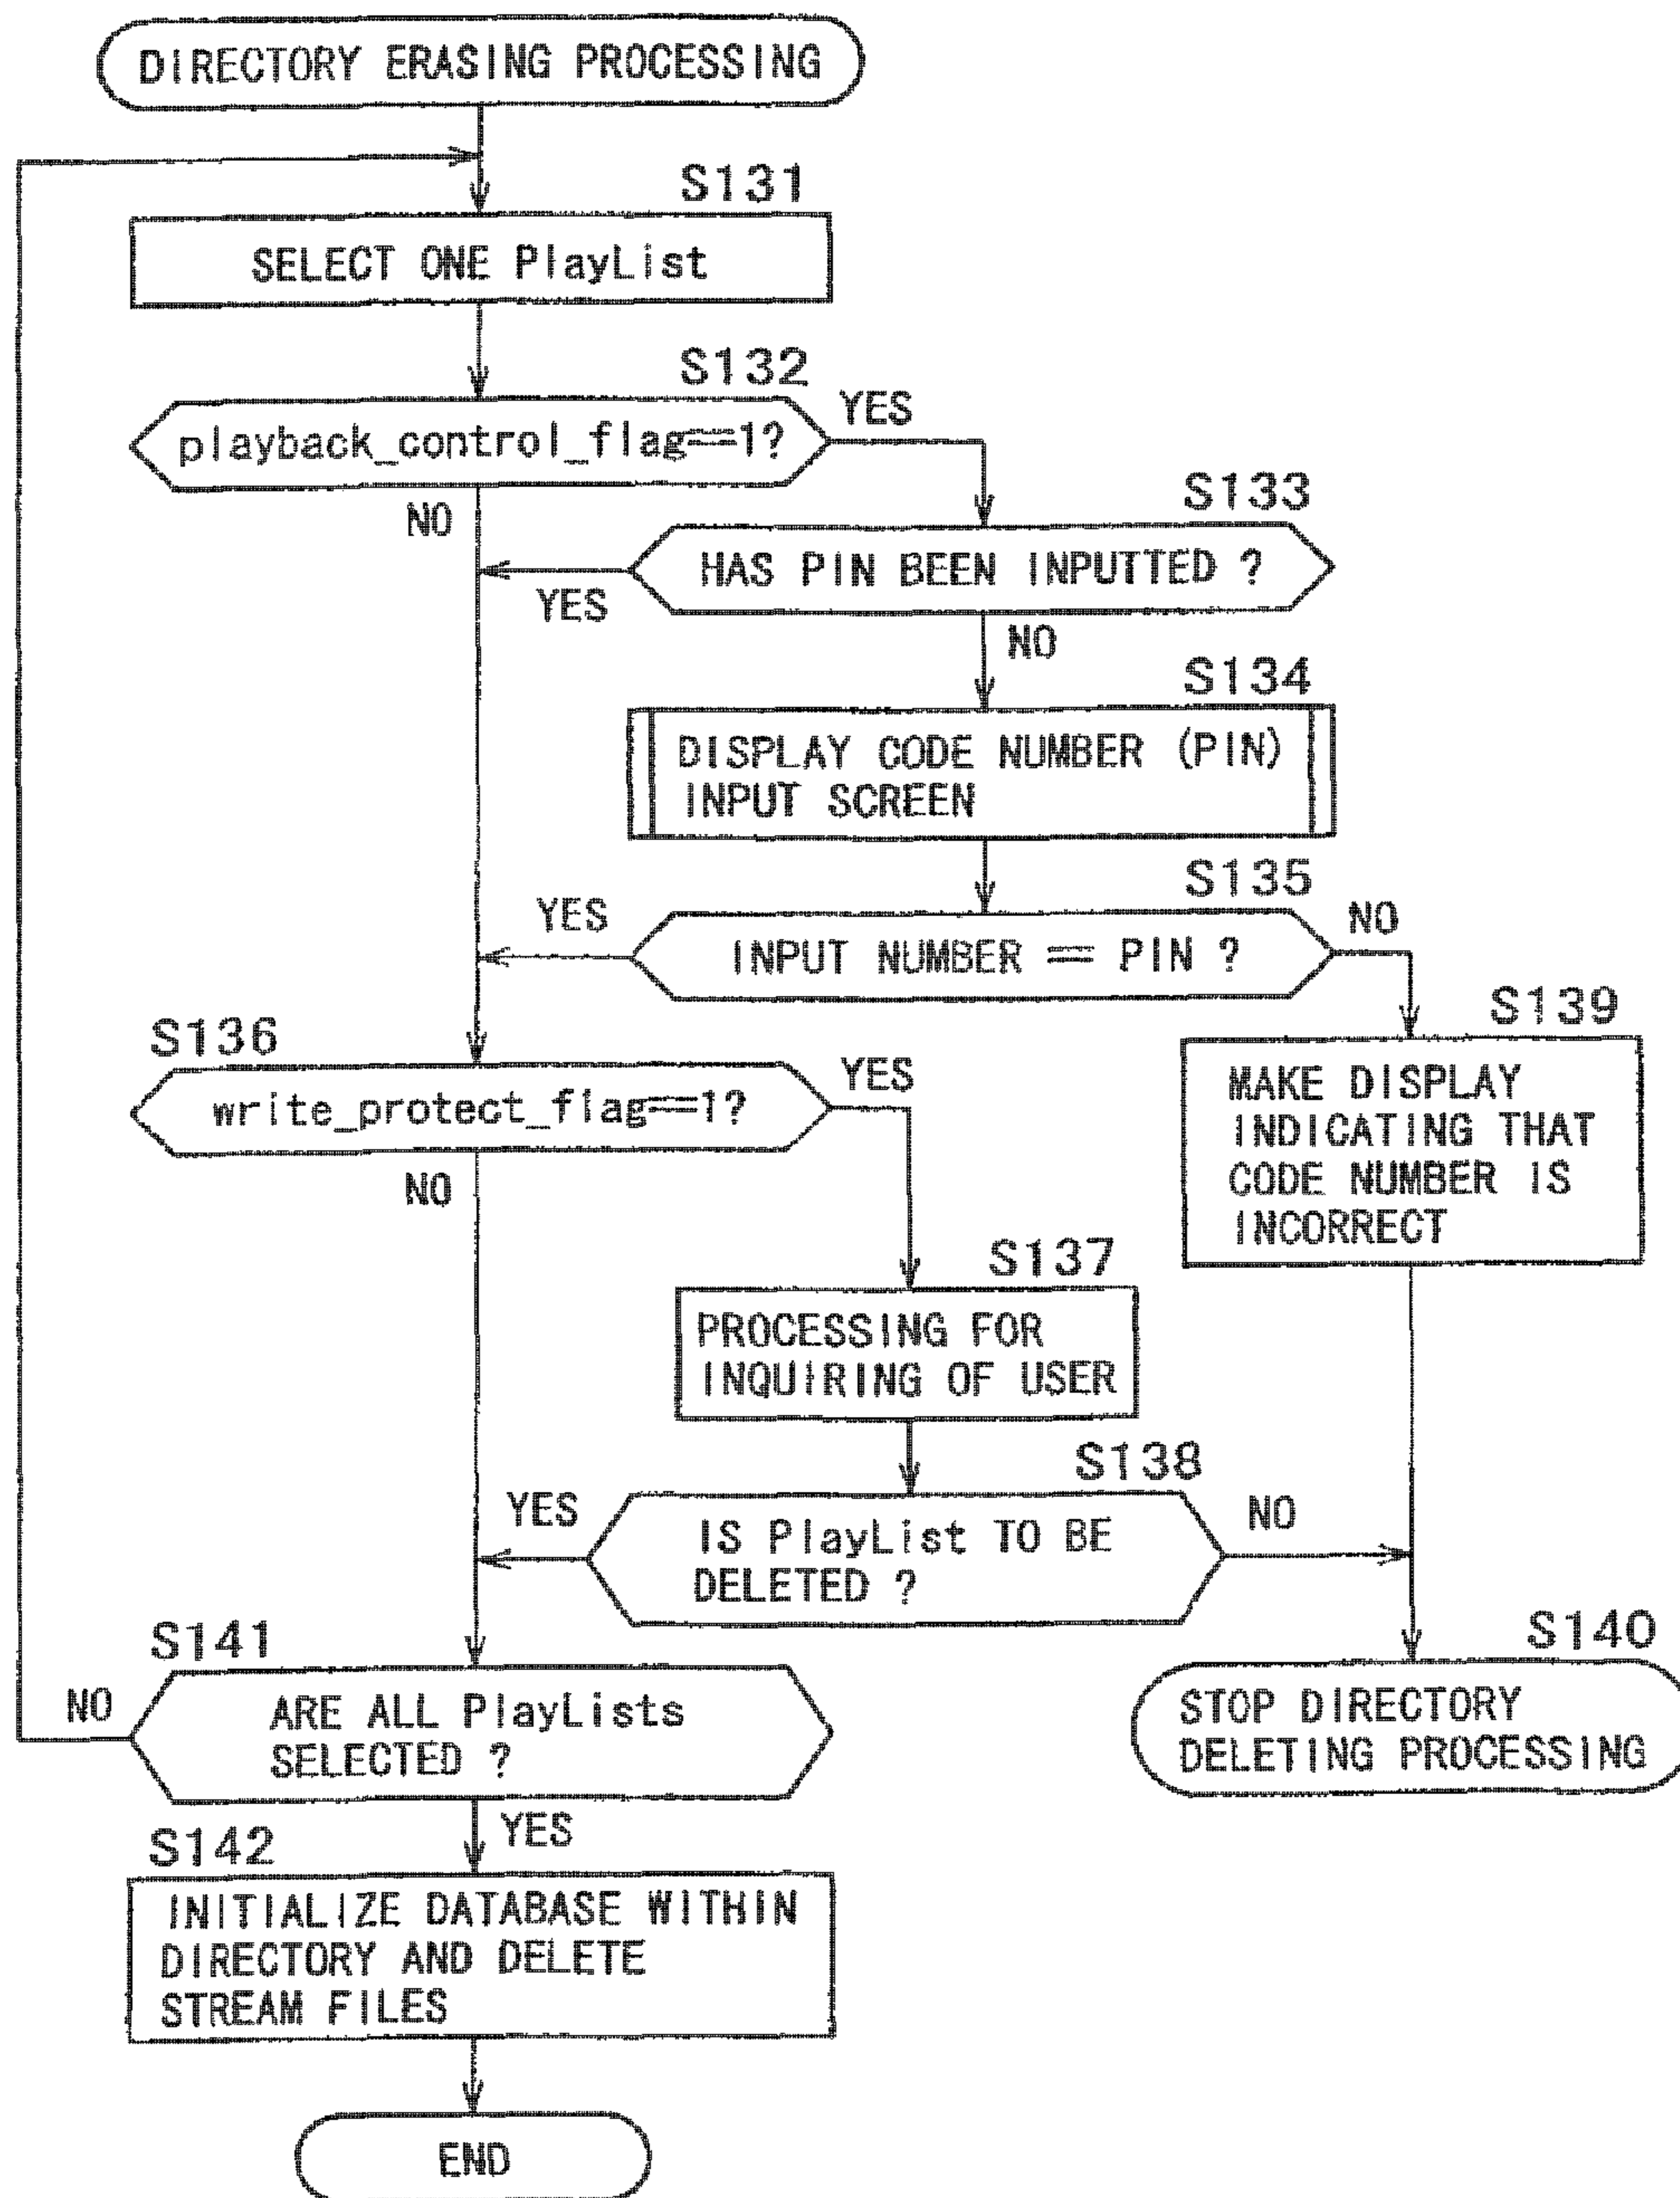 DIRECTORY ERASING PROCESSING
S131
SELECT ONE PlayList
S132
playback_control_flag==1?
YES
NO
S133
HAS PIN BEEN INPUTTED ?
YES
NO
S134
DISPLAY CODE NUMBER (PIN)
INPUT SCREEN
S135
INPUT NUMBER == PIN ?
YES
NO
S139
MAKE DISPLAY
INDICATING THAT
CODE NUMBER IS
INCORRECT
S136
write_protect_flag==1?
YES
NO
S137
PROCESSING FOR
INQUIRING OF USER
S138
IS PlayList TO BE
DELETED ?
YES
NO
S140
STOP DIRECTORY
DELETING PROCESSING
S141
ARE ALL PlayLists
SELECTED ?
NO
YES
S142
INITIALIZE DATABASE WITHIN
DIRECTORY AND DELETE
STREAM FILES
END